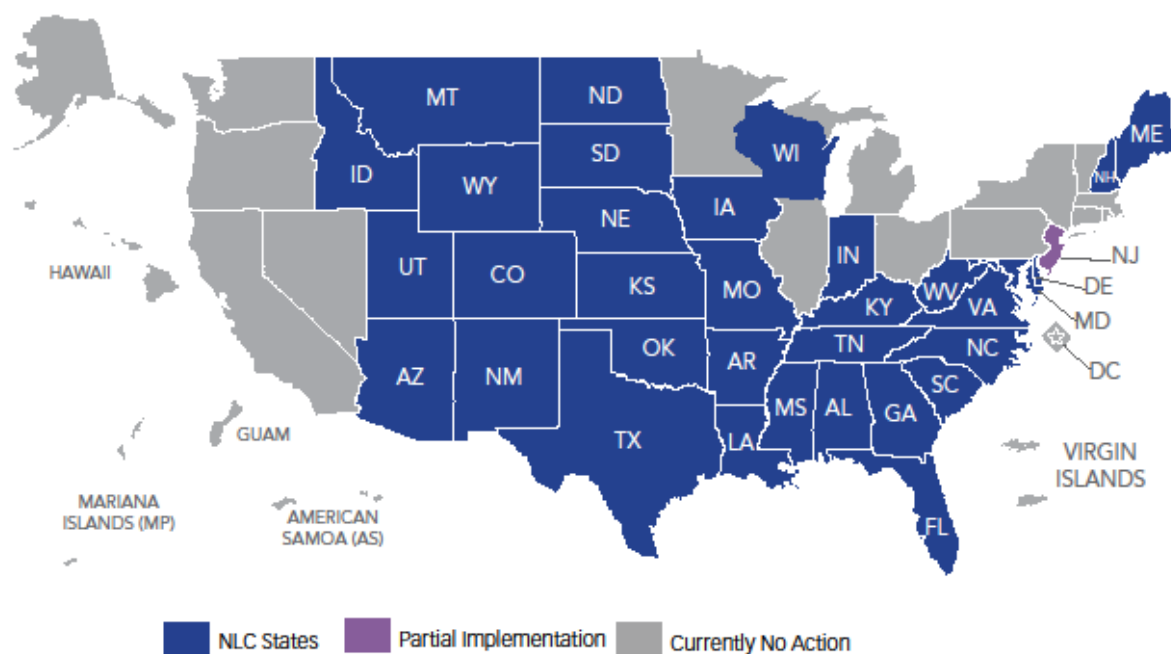 MT
ND
ME
ID
SD
WI
NH
WY
NE
IA
HAWAII
UT
CO
KS
MO
IN
NJ
WV
VA
DE
KY
MD
OK
TN
NC
AZ
NM
AR
SC
DC
MS
AL
GA
TX
LA
GUAM
VIRGIN
ISLANDS
MARIANA
ISLANDS (MP)
AMERICAN
SAMOA (AS)
FL
NLC States
Partial Implementation
Currently No Action